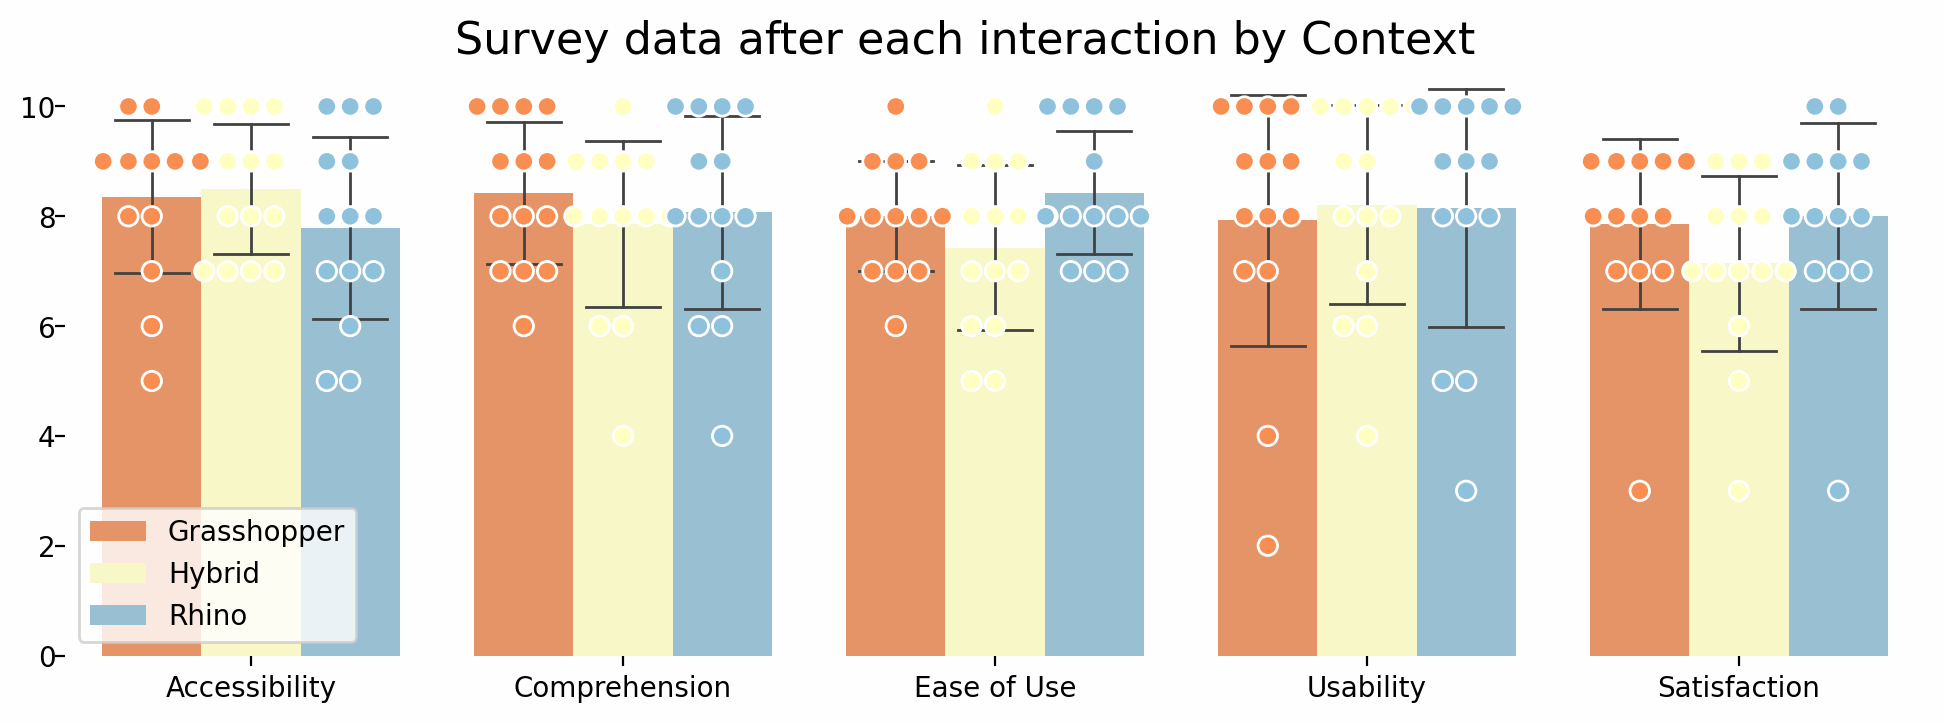 Survey data after each interaction by Context
10
8
6
4
2
0
Grasshopper
Hybrid
Rhino
Accessibility
Comprehension
Ease of Use
Usability
Satisfaction